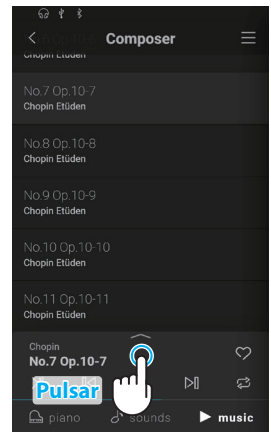 Composer
Chopin Etüden
No.7 Op.10-7
Chopin Etüden
No.8 Op.10-8
Chopin Etüden
No.9 Op.10-9
Chopin Etüden
No.10 Op.10-10
Chopin Etüden
No.11 Op.10-11
Chopin Etüden
Chopin
No.7 Op.10-7
Pulsar
piano
sounds
music